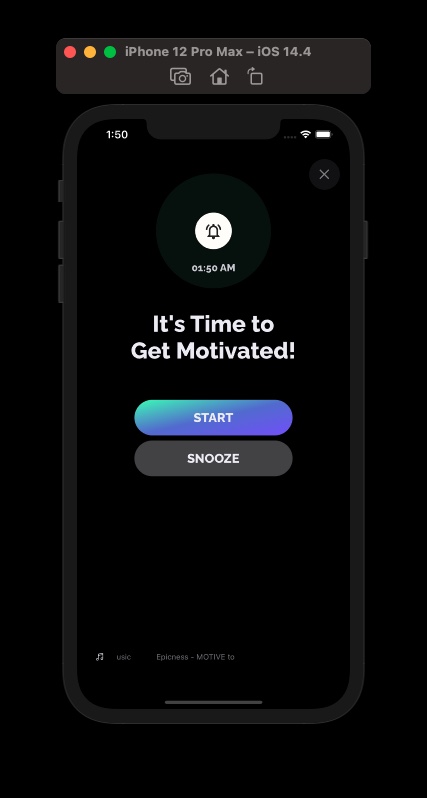 iPhone 12 Pro Max – iOS 14.4
1:50
01:50 AM
It's Time to
Get Motivated!
START
SNOOZE
usic Epicness - MOTIVE to